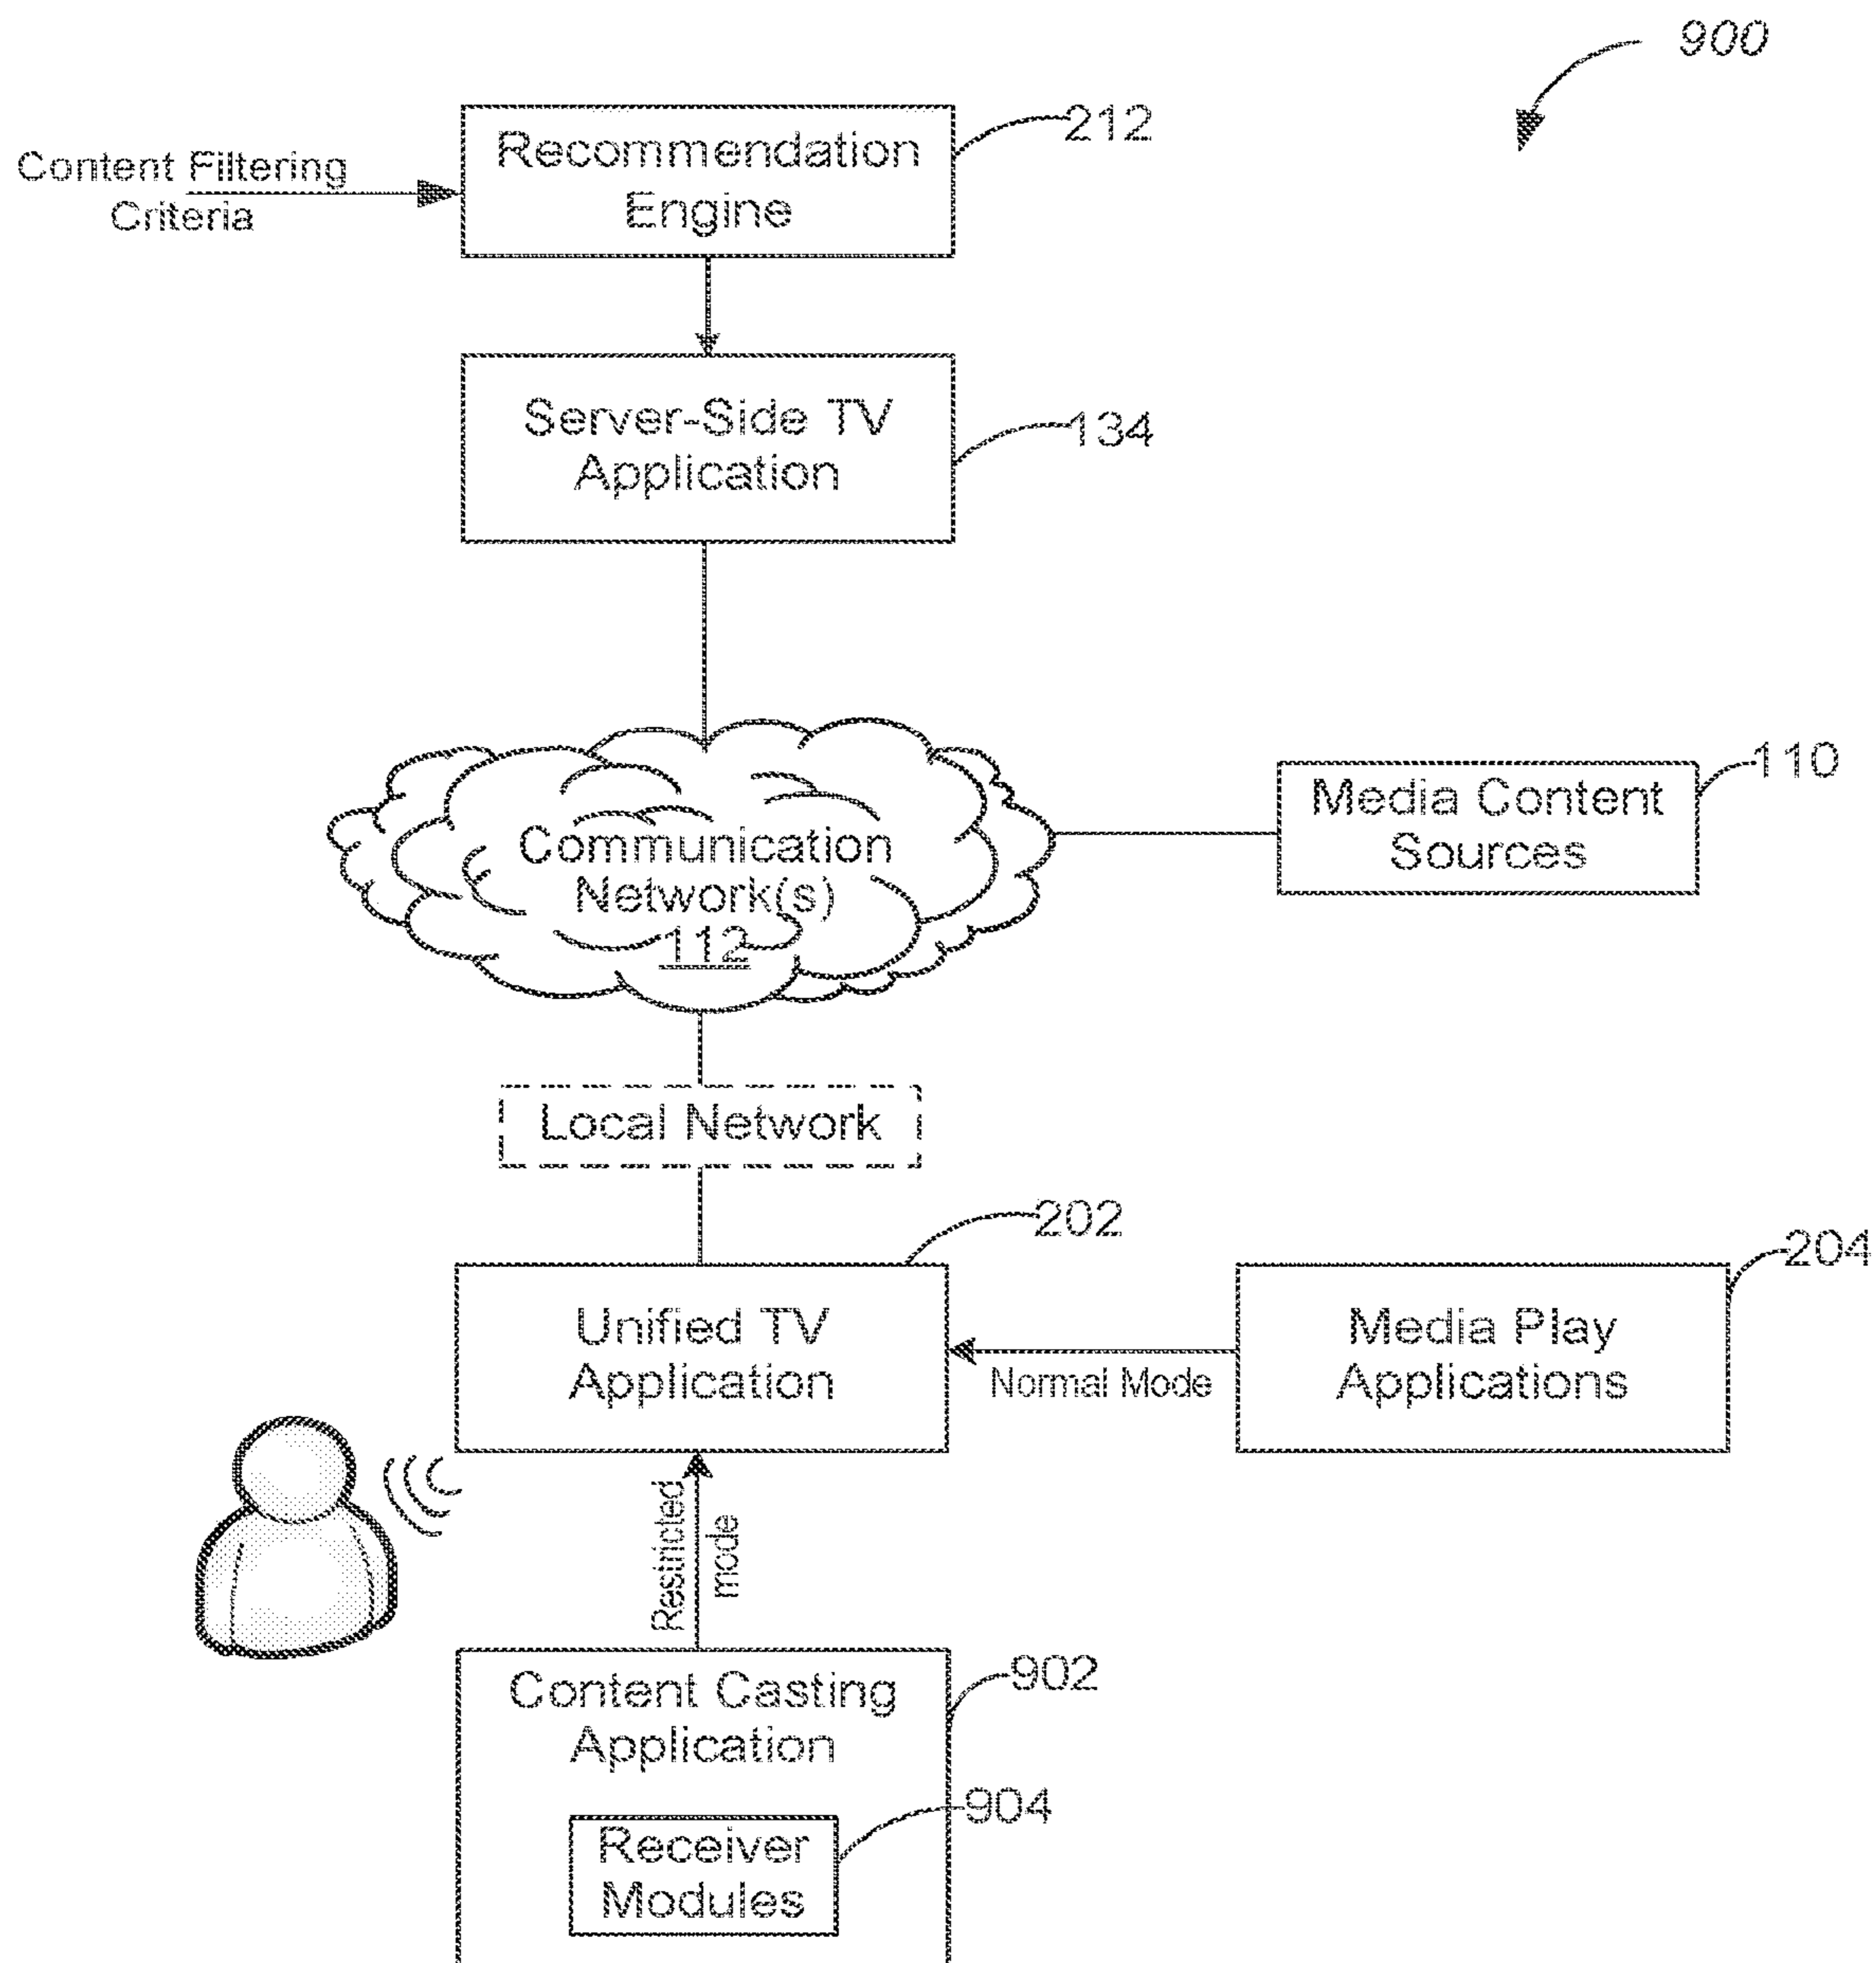 900
212
Content Filtering
Criteria
Recommendation
Engine
Server-Side TV
Application
134
Communication
Network(s)
112
Media Content
Sources
110
Local Network
202
204
Unified TV
Application
Normal Mode
Media Play
Applications
Restricted
mode
Content Casting
Application
902
904
Receiver
Modules